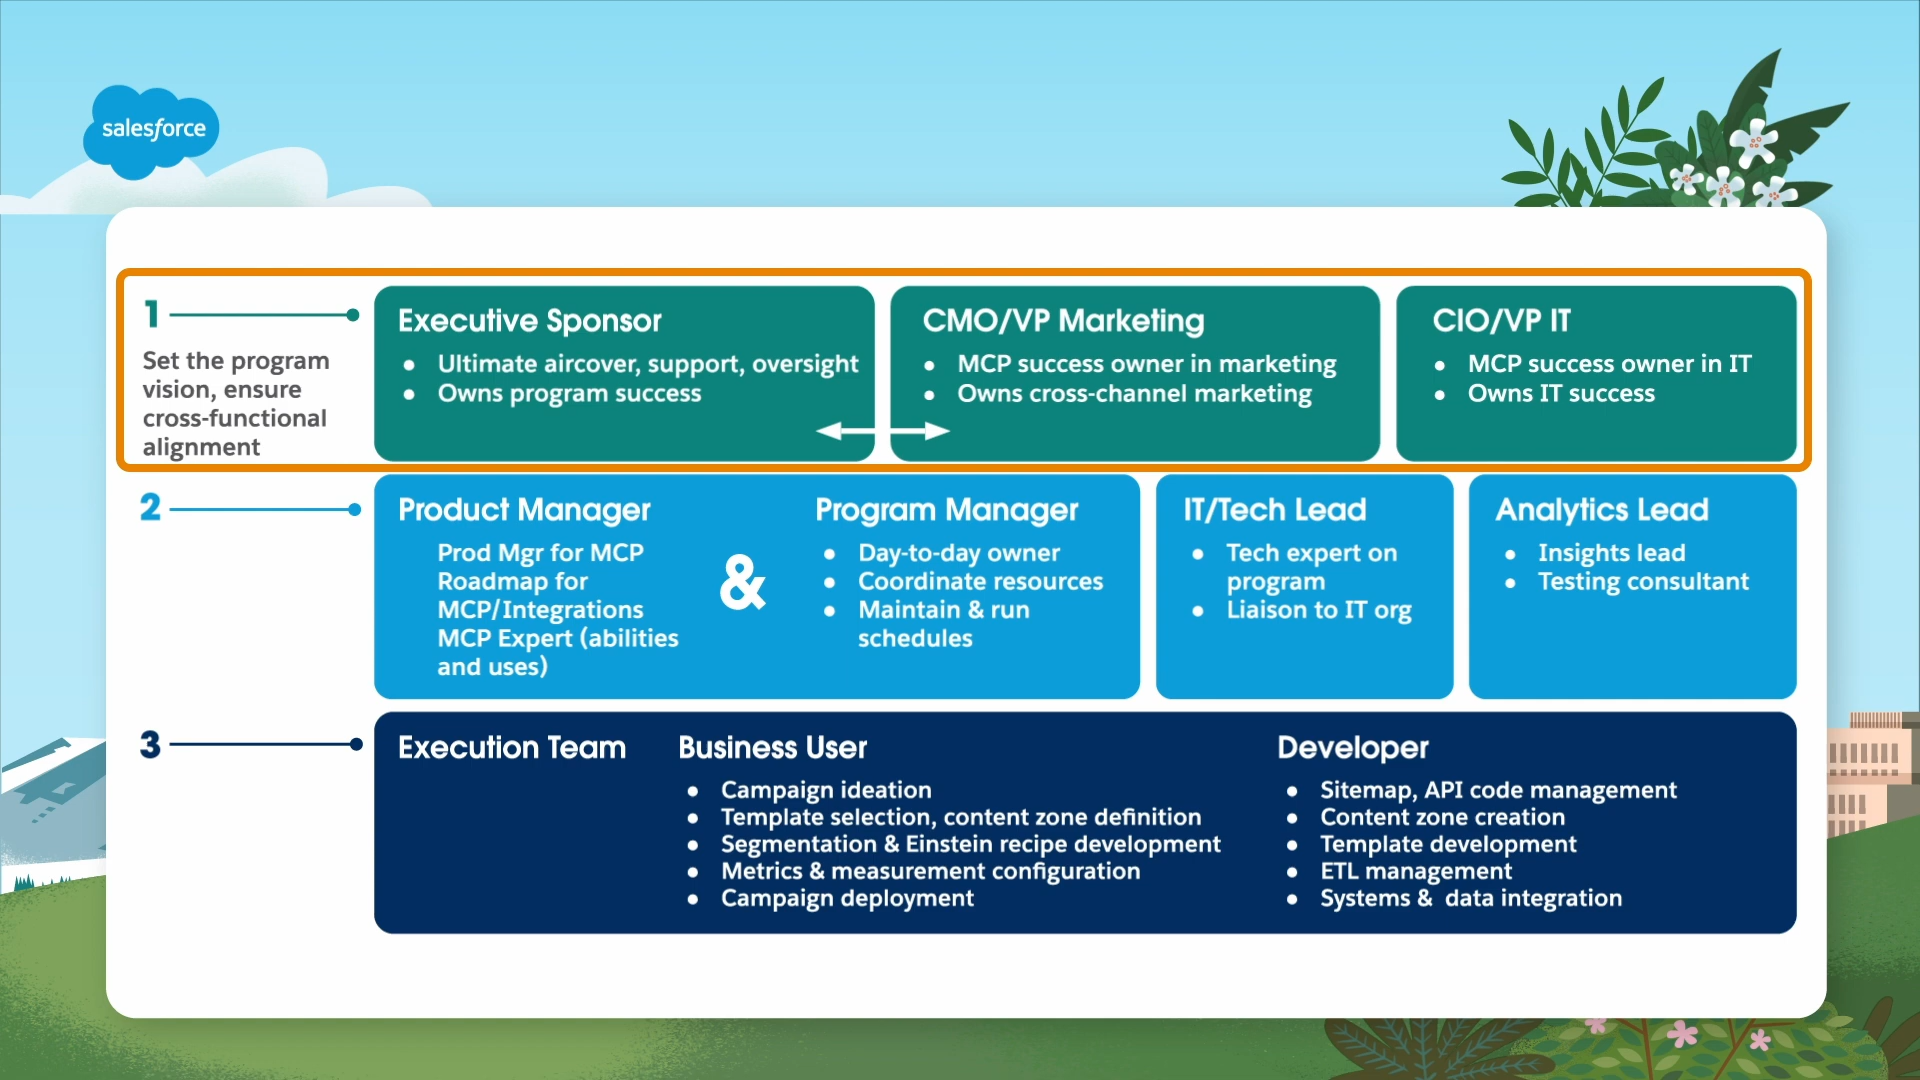 salesforce
1
Set the program
vision, ensure
cross-functional
alignment
Executive Sponsor
● Ultimate aircover, support, oversight
● Owns program success
CMO/VP Marketing
● MCP success owner in marketing
● Owns cross-channel marketing
CIO/VP IT
● MCP success owner in IT
● Owns IT success
2
Product Manager
Prod Mgr for MCP
Roadmap for
MCP/Integrations
MCP Expert (abilities
and uses)
&
Program Manager
● Day-to-day owner
● Coordinate resources
● Maintain & run
schedules
IT/Tech Lead
● Tech expert on
program
● Liaison to IT org
Analytics Lead
● Insights lead
● Testing consultant
3
Execution Team
Business User
● Campaign ideation
● Template selection, content zone definition
● Segmentation & Einstein recipe development
● Metrics & measurement configuration
● Campaign deployment
Developer
● Sitemap, API code management
● Content zone creation
● Template development
● ETL management
● Systems & data integration